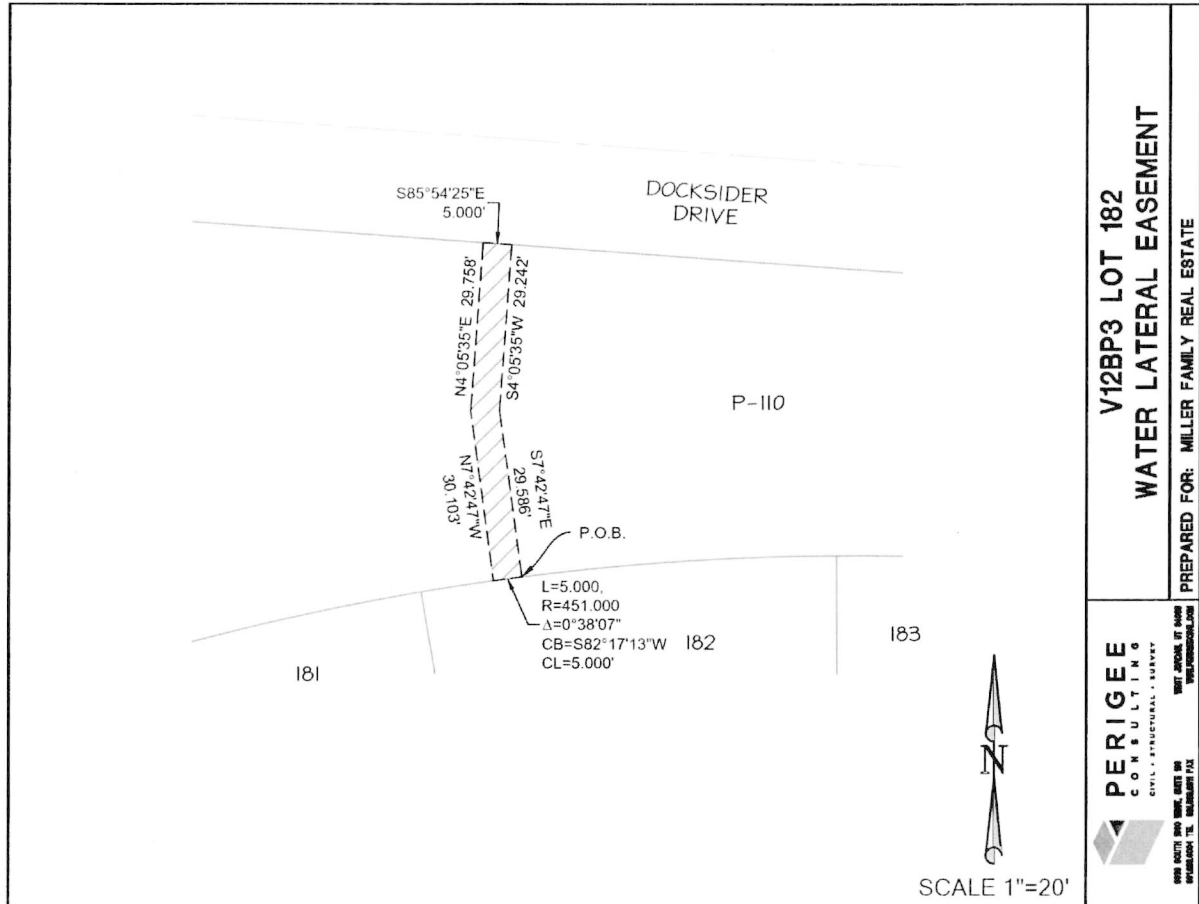 S85°54'25"E
5.000'
DOCKSIDER
DRIVE
N4°05'35"E 29.758'
S4°05'35"W 29.242'
P-110
N7°42'47"W
30.103'
S7°42'47"E
29.586'
P.O.B.
L=5.000,
R=451.000
Δ=0°38'07"
CB=S82°17'13"W
CL=5.000'
181
182
183
N
SCALE 1"=20'
V12BP3 LOT 182
WATER LATERAL EASEMENT
PREPARED FOR: MILLER FAMILY REAL ESTATE
PERIGEE
CONSULTING
CIVIL • STRUCTURAL • SURVEY
WEST JORDAN, UT